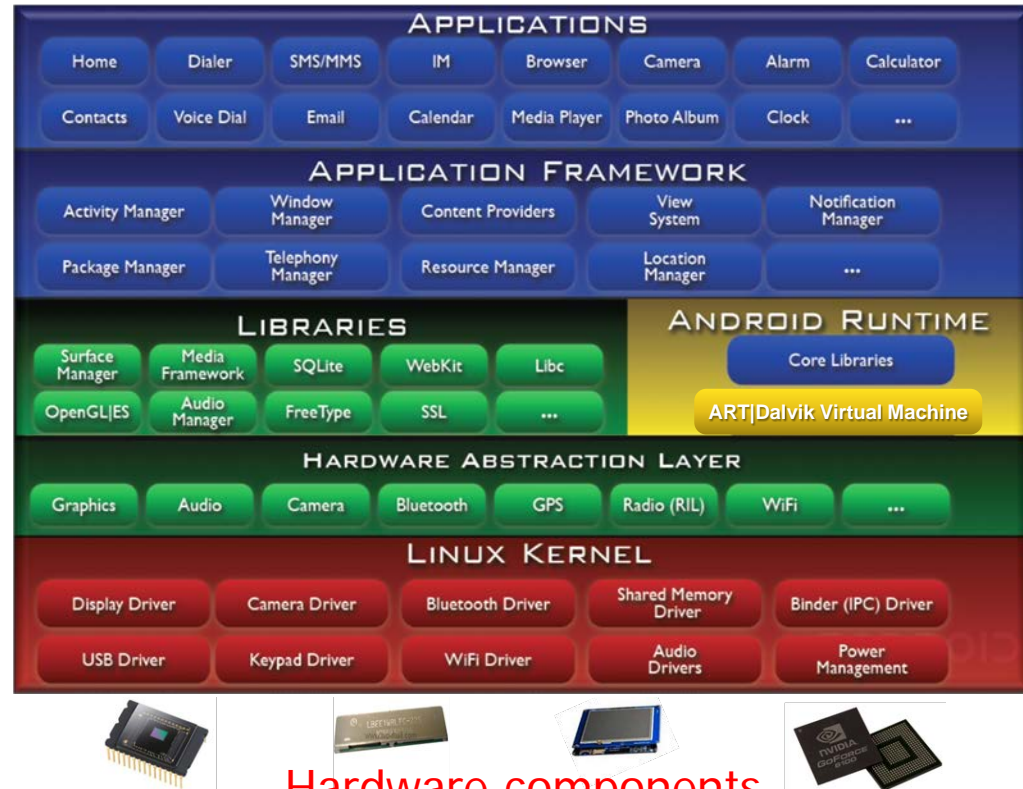 APPLICATIONS
Home Dialer SMS/MMS IM Browser Camera Alarm Calculator
Contacts Voice Dial Email Calendar Media Player Photo Album Clock ...
APPLICATION FRAMEWORK
Activity Manager Window Manager Content Providers View System Notification Manager
Package Manager Telephony Manager Resource Manager Location Manager ...
LIBRARIES
Surface Manager Media Framework SQLite WebKit Libc
OpenGL|ES Audio Manager FreeType SSL ...
ANDROID RUNTIME
Core Libraries
ART|Dalvik Virtual Machine
HARDWARE ABSTRACTION LAYER
Graphics Audio Camera Bluetooth GPS Radio (RIL) WiFi ...
LINUX KERNEL
Display Driver Camera Driver Bluetooth Driver Shared Memory Driver Binder (IPC) Driver
USB Driver Keypad Driver WiFi Driver Audio Drivers Power Management
NVIDIA
GEFORCE
8100
Hardware components